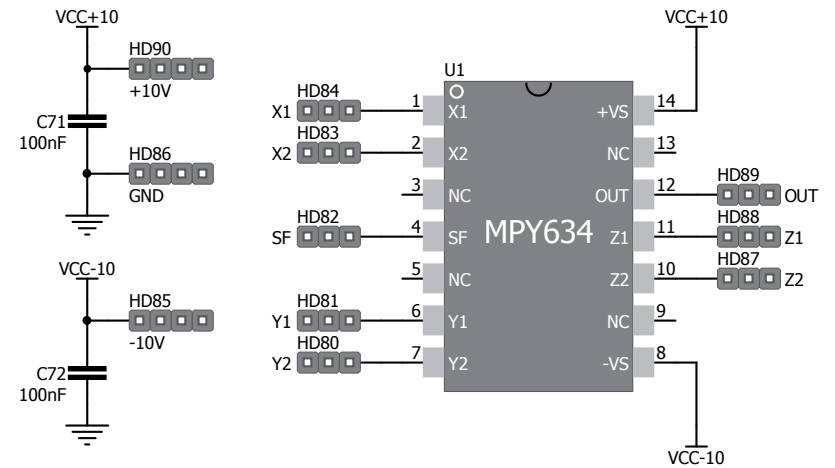 VCC+10
HD90
+10V
C71
100nF
HD86
GND
VCC-10
HD85
-10V
C72
100nF
U1
MPY634
HD84
X1
1
X1
HD83
X2
2
X2
3
NC
HD82
SF
4
SF
5
NC
HD81
Y1
6
Y1
HD80
Y2
7
Y2
VCC+10
+VS
14
NC
13
OUT
12
HD89
OUT
Z1
11
HD88
Z1
Z2
10
HD87
Z2
NC
9
-VS
8
VCC-10